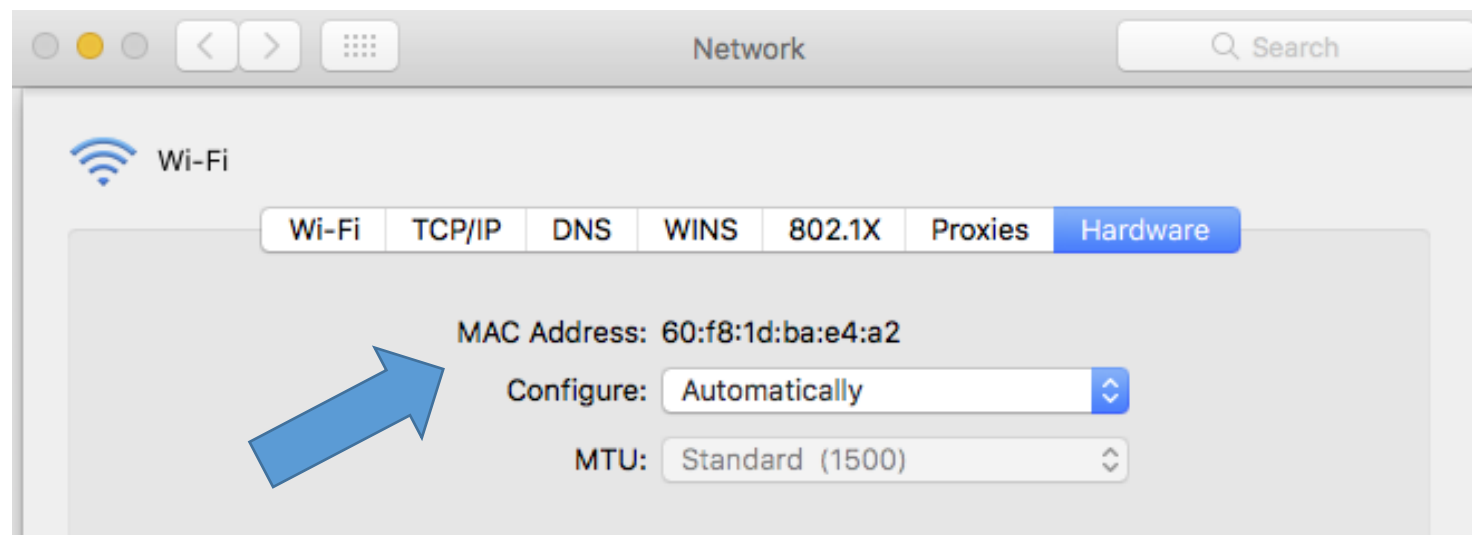 Network
Search
Wi-Fi
Wi-Fi TCP/IP DNS WINS 802.1X Proxies Hardware
MAC Address: 60:f8:1d:ba:e4:a2
Configure: Automatically
MTU: Standard (1500)